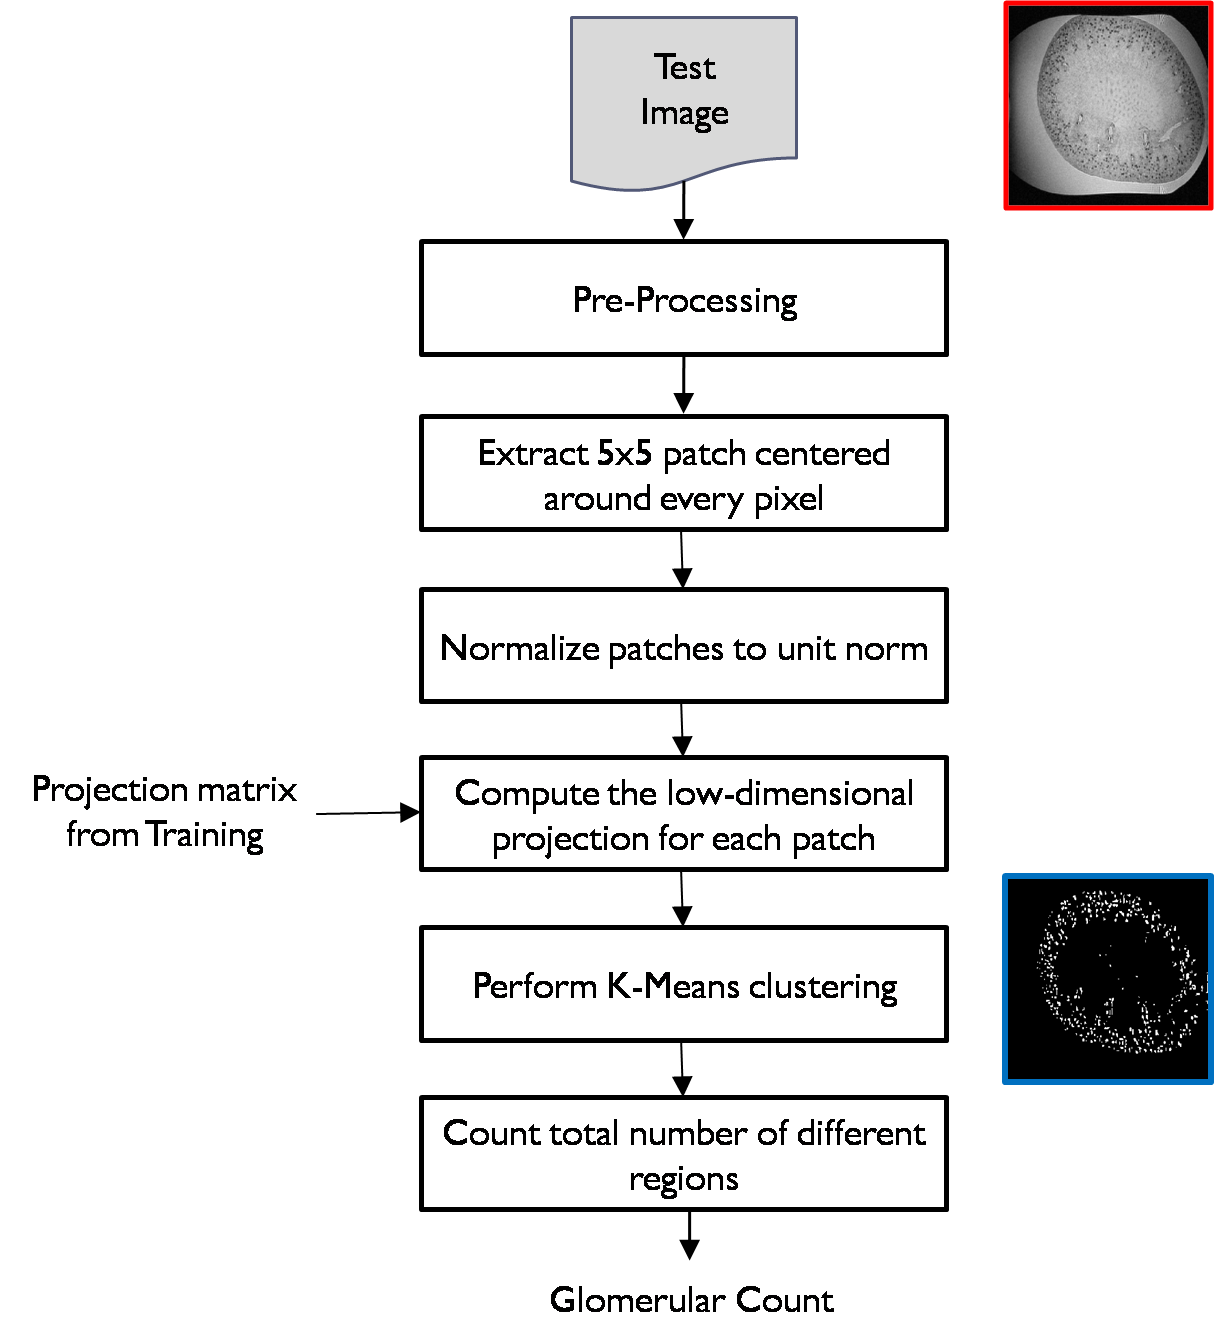 Test
Image
Pre-Processing
Extract 5x5 patch centered
around every pixel
Normalize patches to unit norm
Projection matrix
from Training
Compute the low-dimensional
projection for each patch
Perform K-Means clustering
Count total number of different
regions
Glomerular Count